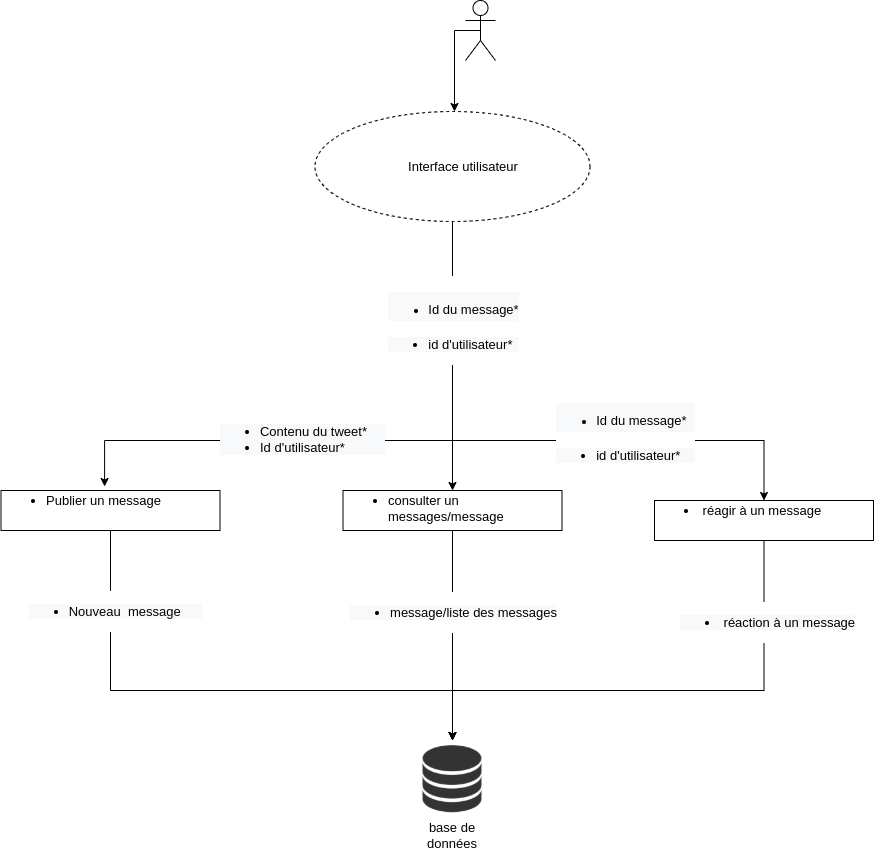 Interface utilisateur
• Id du message*
• id d'utilisateur*
• Contenu du tweet*
• Id d'utilisateur*
• Id du message*
• id d'utilisateur*
• Publier un message
• consulter un
messages/message
• réagir à un message
• Nouveau  message
• message/liste des messages
• réaction à un message
base de
données